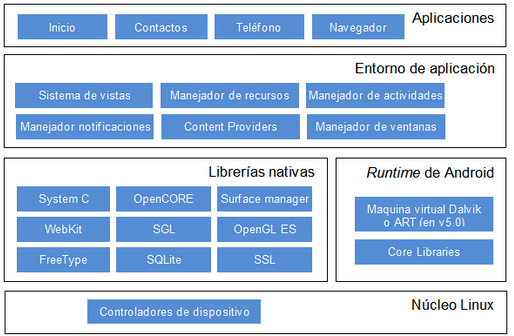 Aplicaciones
Inicio
Contactos
Teléfono
Navegador
Entorno de aplicación
Sistema de vistas
Manejador de recursos
Manejador de actividades
Manejador notificaciones
Content Providers
Manejador de ventanas
Librerías nativas
System C
OpenCORE
Surface manager
WebKit
SGL
OpenGL ES
FreeType
SQLite
SSL
Runtime de Android
Maquina virtual Dalvik
o ART (en v5.0)
Core Libraries
Núcleo Linux
Controladores de dispositivo